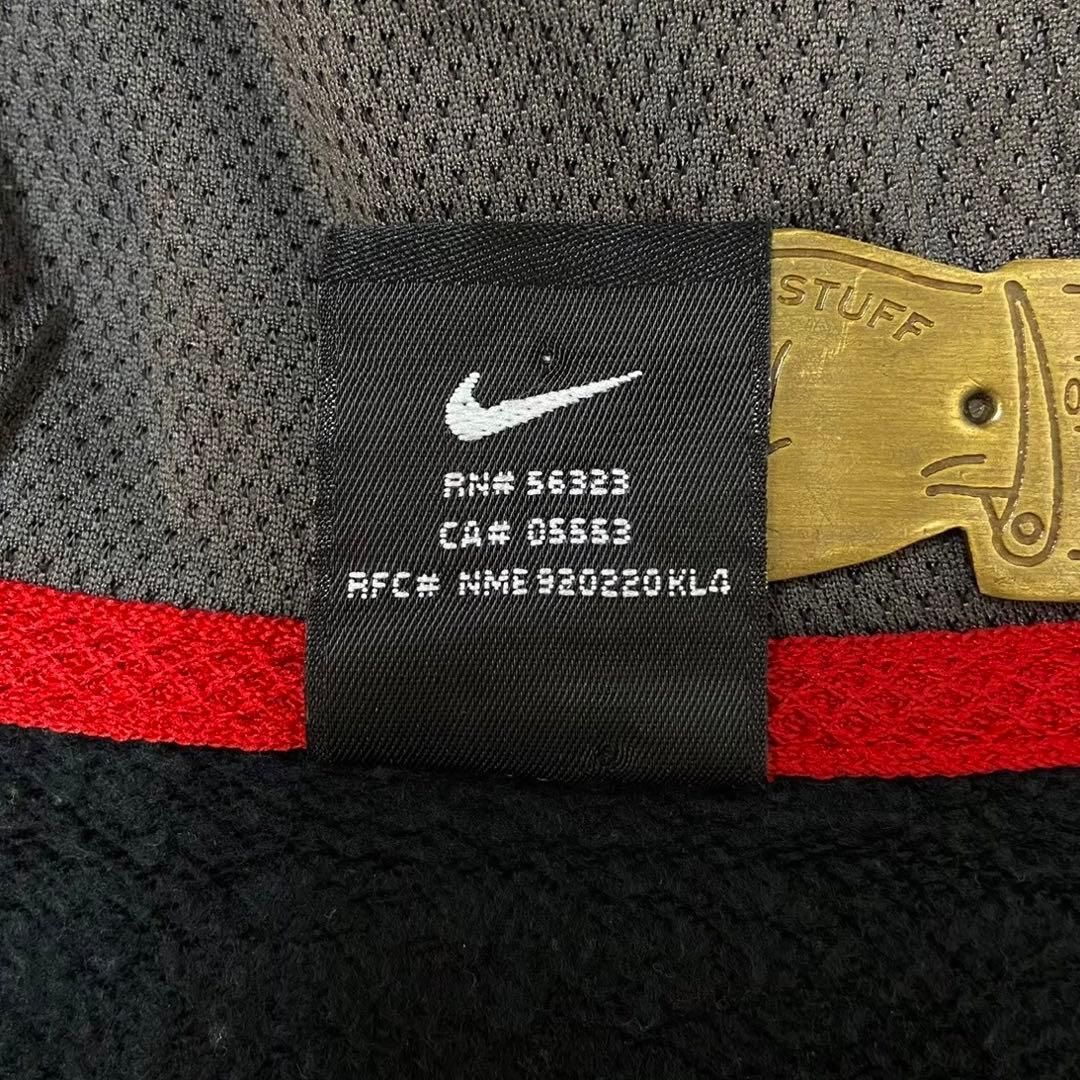 STUFF
RN# 56323
CA# 05553
RFC# NME920220KL4